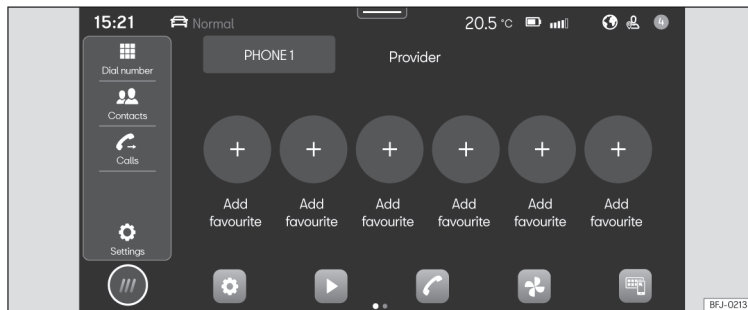 15:21
Normal
20.5 °C
4
PHONE 1
Provider
Dial number
Contacts
Calls
Settings
Add favourite
Add favourite
Add favourite
Add favourite
Add favourite
Add favourite
BFJ-0213